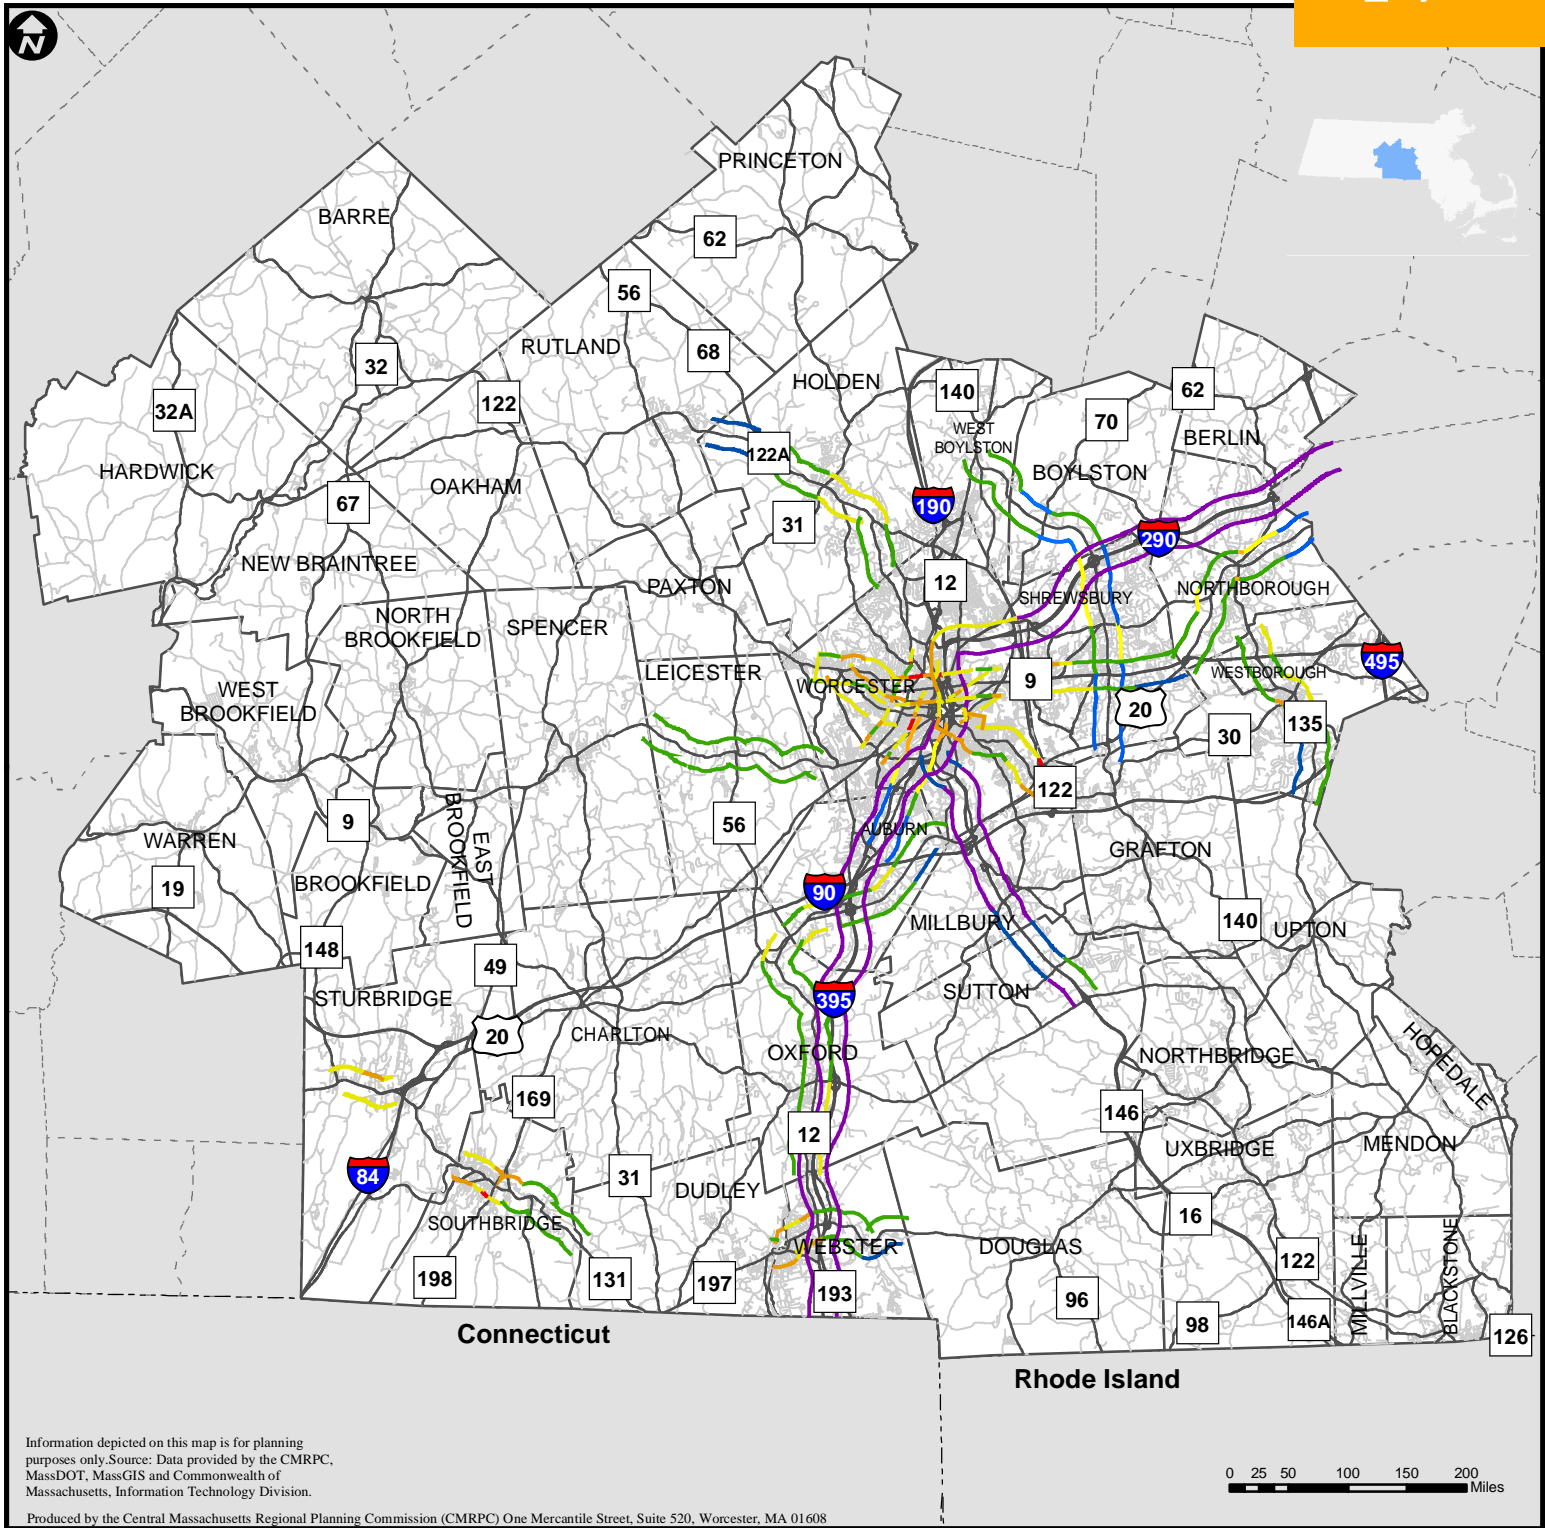 N
PRINCETON
BARRE
62
56
RUTLAND
68
32
HOLDEN
140
62
32A
122
70
WEST
BOYLSTON
BERLIN
122A
HARDWICK
BOYLSTON
OAKHAM
67
190
31
290
NEW BRAINTREE
PAXTON
12
NORTHBOROUGH
SHREWSBURY
NORTH
BROOKFIELD
SPENCER
495
LEICESTER
WESTBOROUGH
WORCESTER
9
WEST
BROOKFIELD
20
135
30
122
9
56
AUBURN
EAST
BROOKFIELD
WARREN
GRAFTON
19
BROOKFIELD
90
140
MILLBURY
UPTON
148
49
SUTTON
STURBRIDGE
395
20
CHARLTON
OXFORD
NORTHBRIDGE
HOPEDALE
169
146
12
UXBRIDGE
MENDON
84
31
DUDLEY
16
SOUTHBRIDGE
WEBSTER
DOUGLAS
122
MILLVILLE
BLACKSTONE
198
131
197
193
96
98
146A
126
Connecticut
Rhode Island
Information depicted on this map is for planning
purposes only.Source: Data provided by the CMRPC,
MassDOT, MassGIS and Commonwealth of
Massachusetts, Information Technology Division.
0 25 50 100 150 200
Miles
Produced by the Central Massachusetts Regional Planning Commission (CMRPC) One Mercantile Street, Suite 520, Worcester, MA 01608